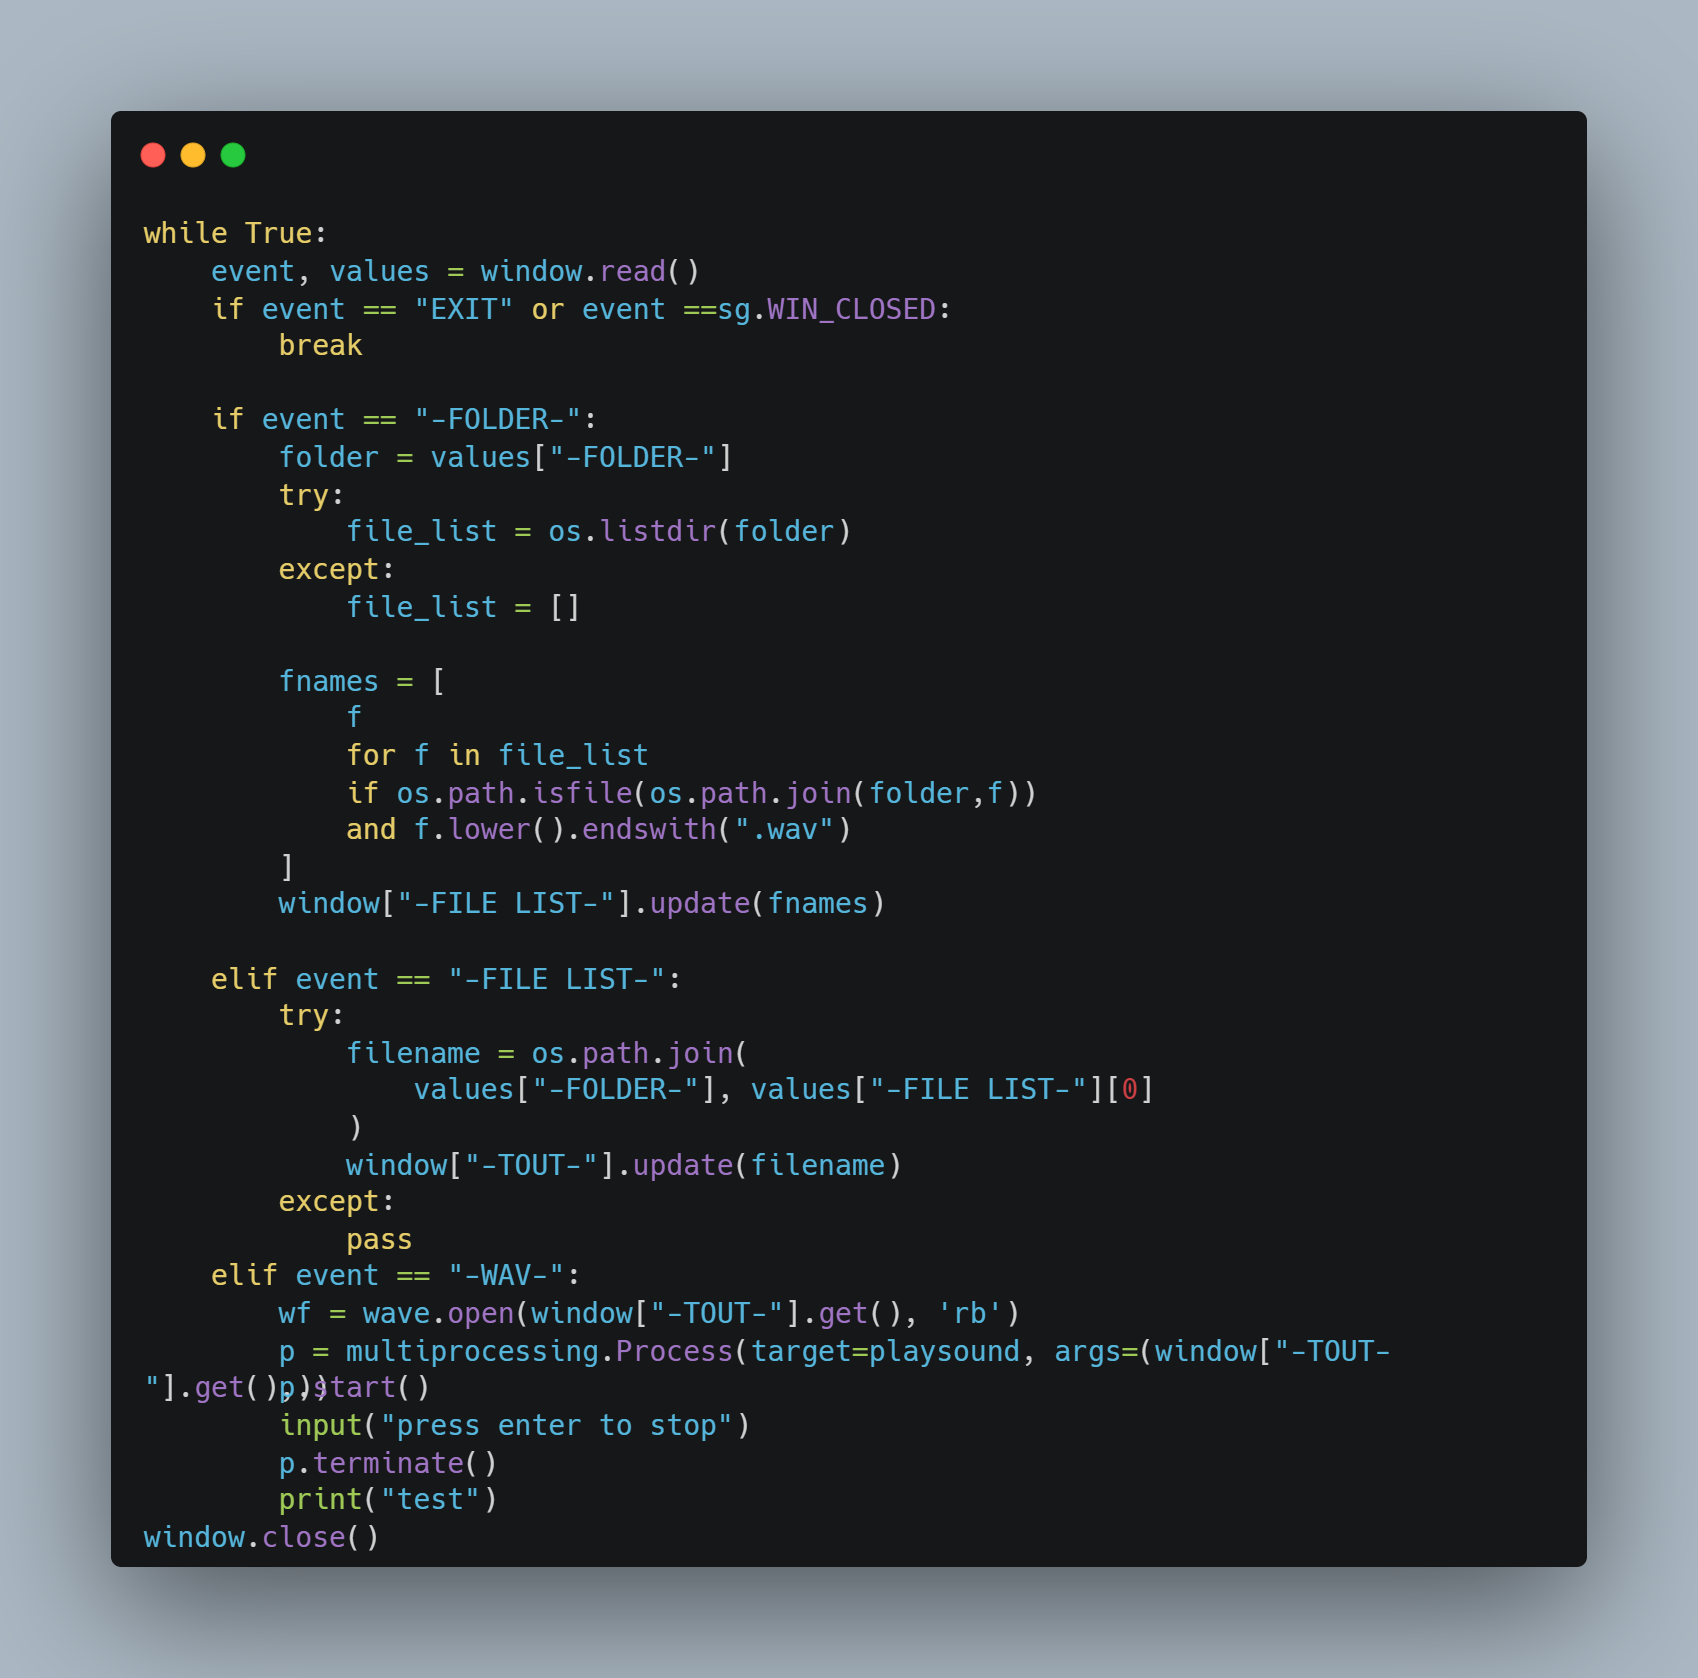 while True:
    event, values = window.read()
    if event == "EXIT" or event ==sg.WIN_CLOSED:
        break

    if event == "-FOLDER-":
        folder = values["-FOLDER-"]
        try:
            file_list = os.listdir(folder)
        except:
            file_list = []

        fnames = [
            f
            for f in file_list
            if os.path.isfile(os.path.join(folder,f))
            and f.lower().endswith(".wav")
        ]
        window["-FILE LIST-"].update(fnames)

    elif event == "-FILE LIST-":
        try:
            filename = os.path.join(
                values["-FOLDER-"], values["-FILE LIST-"][0]
            )
            window["-TOUT-"].update(filename)
        except:
            pass
    elif event == "-WAV-":
        wf = wave.open(window["-TOUT-"].get(), 'rb')
        p = multiprocessing.Process(target=playsound, args=(window["-TOUT-
"].get(),))
        p.start()
        input("press enter to stop")
        p.terminate()
        print("test")
window.close()